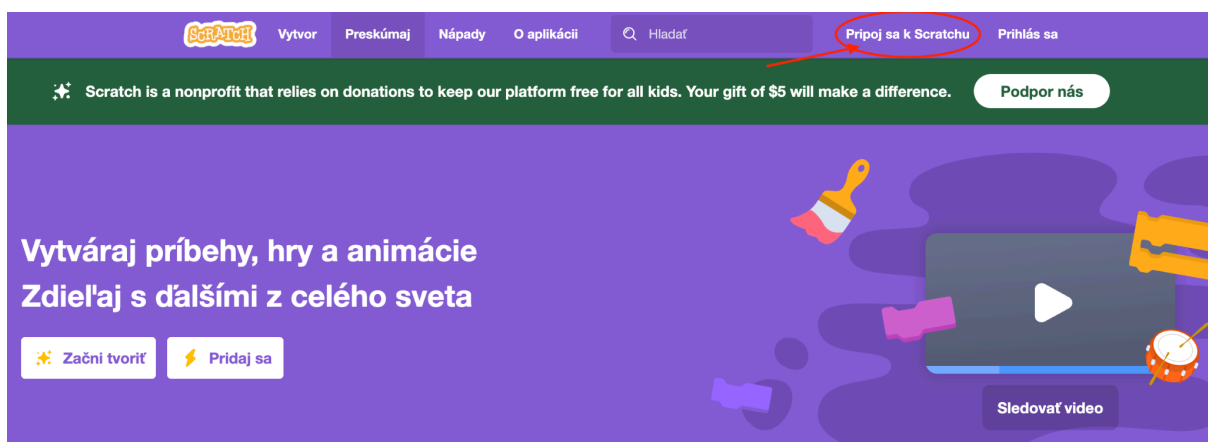 SCRATCH Vytvor Preskúmaj Nápady O aplikácii Hladať Pripoj sa k Scratchu Prihlás sa
Scratch is a nonprofit that relies on donations to keep our platform free for all kids. Your gift of $5 will make a difference. Podpor nás
Vytváraj príbehy, hry a animácie
Zdieľaj s ďalšími z celého sveta
Začni tvoriť Pridaj sa
Sledovať video